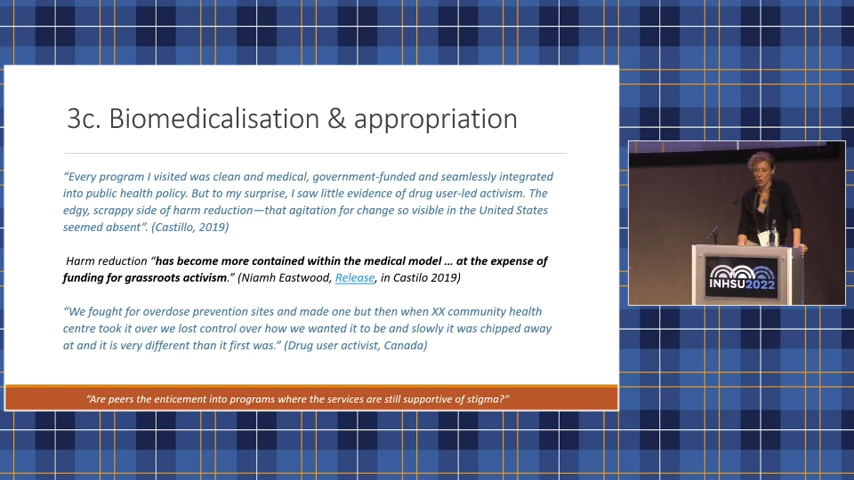 3c. Biomedicalisation & appropriation
“Every program I visited was clean and medical, government-funded and seamlessly integrated
into public health policy. But to my surprise, I saw little evidence of drug user-led activism. The
edgy, scrappy side of harm reduction—that agitation for change so visible in the United States
seemed absent”. (Castillo, 2019)
Harm reduction “has become more contained within the medical model … at the expense of
funding for grassroots activism.” (Niamh Eastwood, Release, in Castilo 2019)
“We fought for overdose prevention sites and made one but then when XX community health
centre took it over we lost control over how we wanted it to be and slowly it was chipped away
at and it is very different than it first was.” (Drug user activist, Canada)
“Are peers the enticement into programs where the services are still supportive of stigma?”
INHSU2022